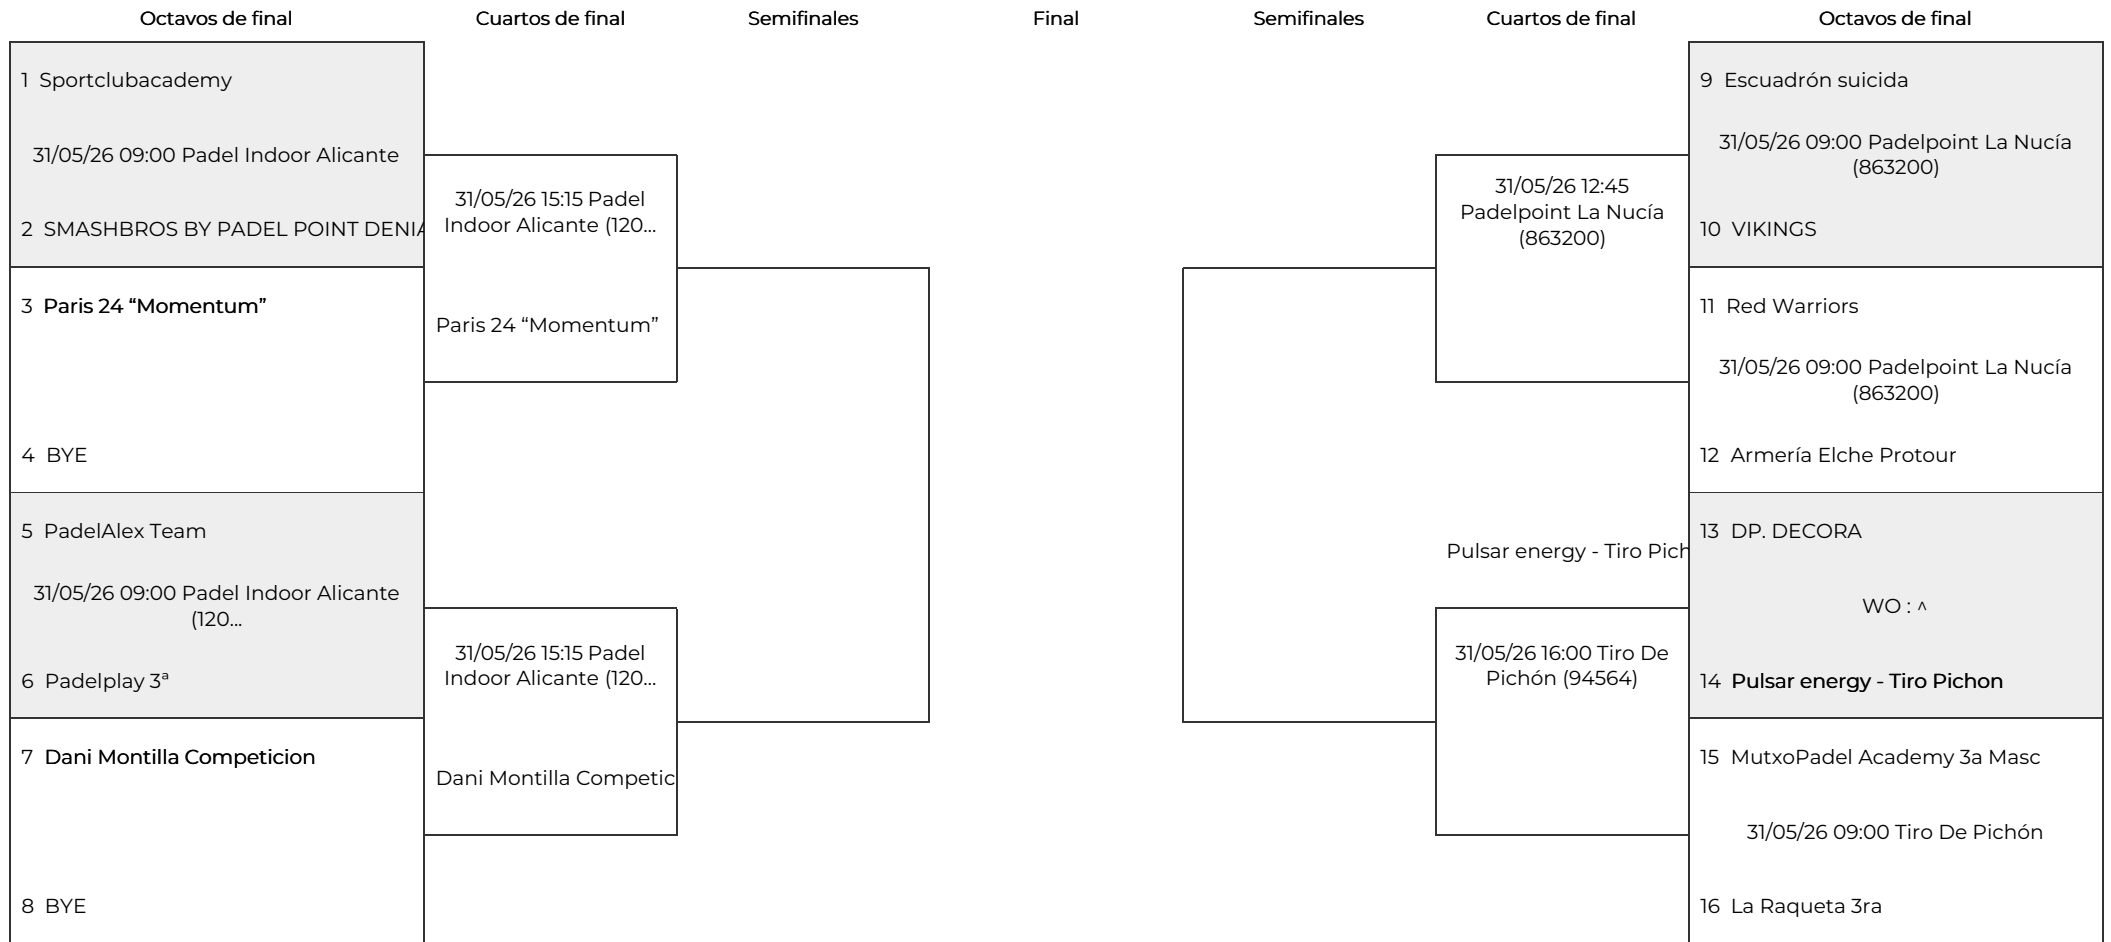 Octavos de final
Cuartos de final
Semifinales
Final
Semifinales
Cuartos de final
Octavos de final
1 Sportclubacademy
31/05/26 09:00 Padel Indoor Alicante
2 SMASHBROS BY PADEL POINT DENIA
3 Paris 24 “Momentum”
4 BYE
5 PadelAlex Team
31/05/26 09:00 Padel Indoor Alicante
(120...
6 Padelplay 3ª
7 Dani Montilla Competicion
8 BYE
31/05/26 15:15 Padel
Indoor Alicante (120...
Paris 24 “Momentum”
31/05/26 15:15 Padel
Indoor Alicante (120...
Dani Montilla Competic
31/05/26 12:45
Padelpoint La Nucía
(863200)
Pulsar energy - Tiro Pich
31/05/26 16:00 Tiro De
Pichón (94564)
9 Escuadrón suicida
31/05/26 09:00 Padelpoint La Nucía
(863200)
10 VIKINGS
11 Red Warriors
31/05/26 09:00 Padelpoint La Nucía
(863200)
12 Armería Elche Protour
13 DP. DECORA
WO : ^
14 Pulsar energy - Tiro Pichon
15 MutxoPadel Academy 3a Masc
31/05/26 09:00 Tiro De Pichón
16 La Raqueta 3ra